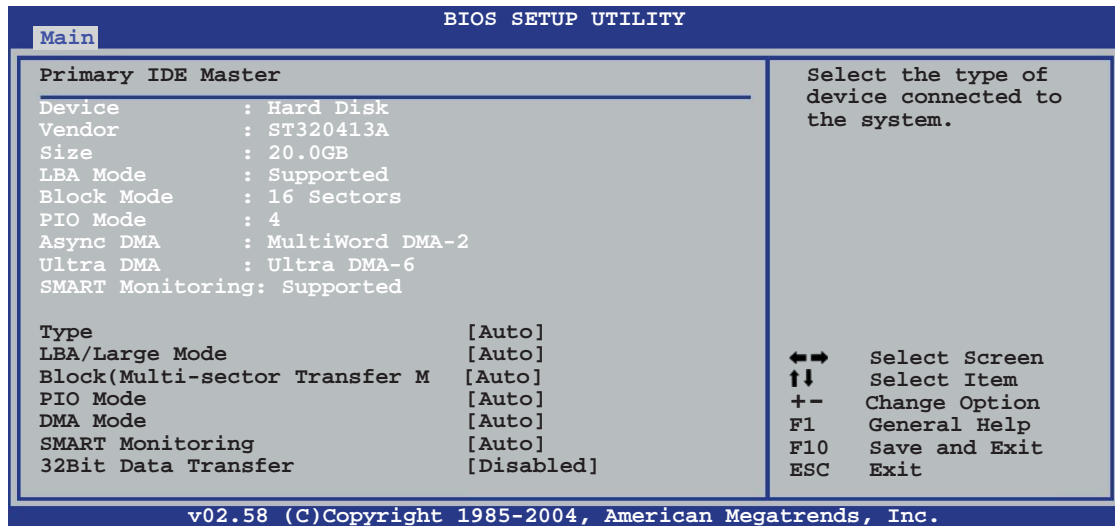 BIOS SETUP UTILITY
Main
Primary IDE Master
Device : Hard Disk
Vendor : ST320413A
Size : 20.0GB
LBA Mode : Supported
Block Mode : 16 Sectors
PIO Mode : 4
Async DMA : MultiWord DMA-2
Ultra DMA : Ultra DMA-6
SMART Monitoring: Supported
Type [Auto]
LBA/Large Mode [Auto]
Block(Multi-sector Transfer M [Auto]
PIO Mode [Auto]
DMA Mode [Auto]
SMART Monitoring [Auto]
32Bit Data Transfer [Disabled]
Select the type of
device connected to
the system.
←→ Select Screen
↑↓ Select Item
+- Change Option
F1 General Help
F10 Save and Exit
ESC Exit
v02.58 (C)Copyright 1985-2004, American Megatrends, Inc.